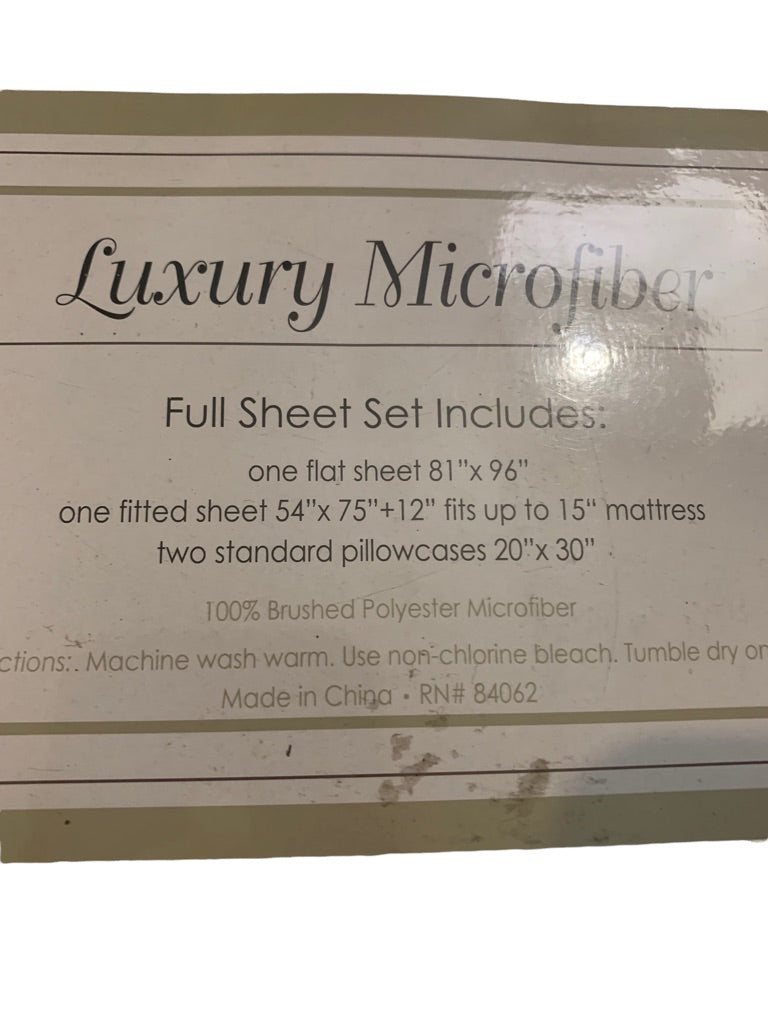 Luxury Microfiber
Full Sheet Set Includes:
one flat sheet 81"x 96"
one fitted sheet 54"x 75"+12" fits up to 15" mattress
two standard pillowcases 20"x 30"
100% Brushed Polyester Microfiber
ctions:. Machine wash warm. Use non-chlorine bleach. Tumble dry on
Made in China • RN# 84062